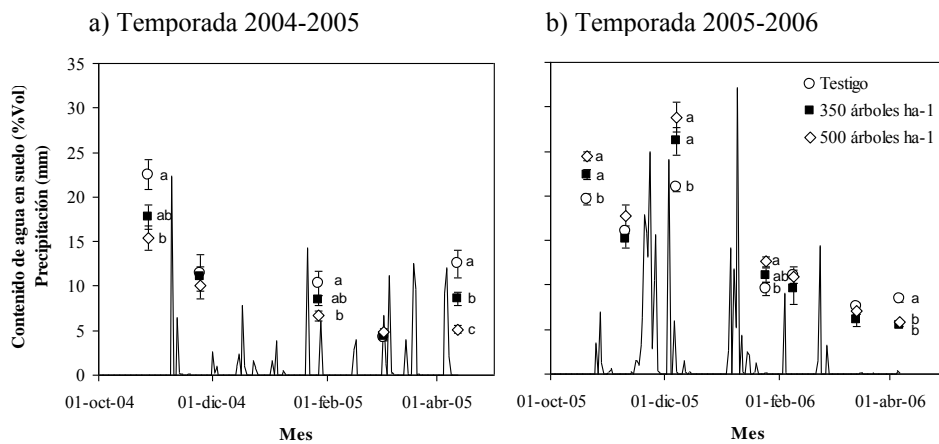 a) Temporada 2004-2005
b) Temporada 2005-2006
Contenido de agua en suelo (%Vol)
Precipitación (mm)
35
30
25
20
15
10
5
0
a
ab
b
a
ab
b
a
b
c
01-oct-04
01-dic-04
01-feb-05
01-abr-05
Mes
Testigo
350 árboles ha-1
500 árboles ha-1
a
a
b
a
a
b
a
ab
b
a
b
b
01-oct-05
01-dic-05
01-feb-06
01-abr-06
Mes